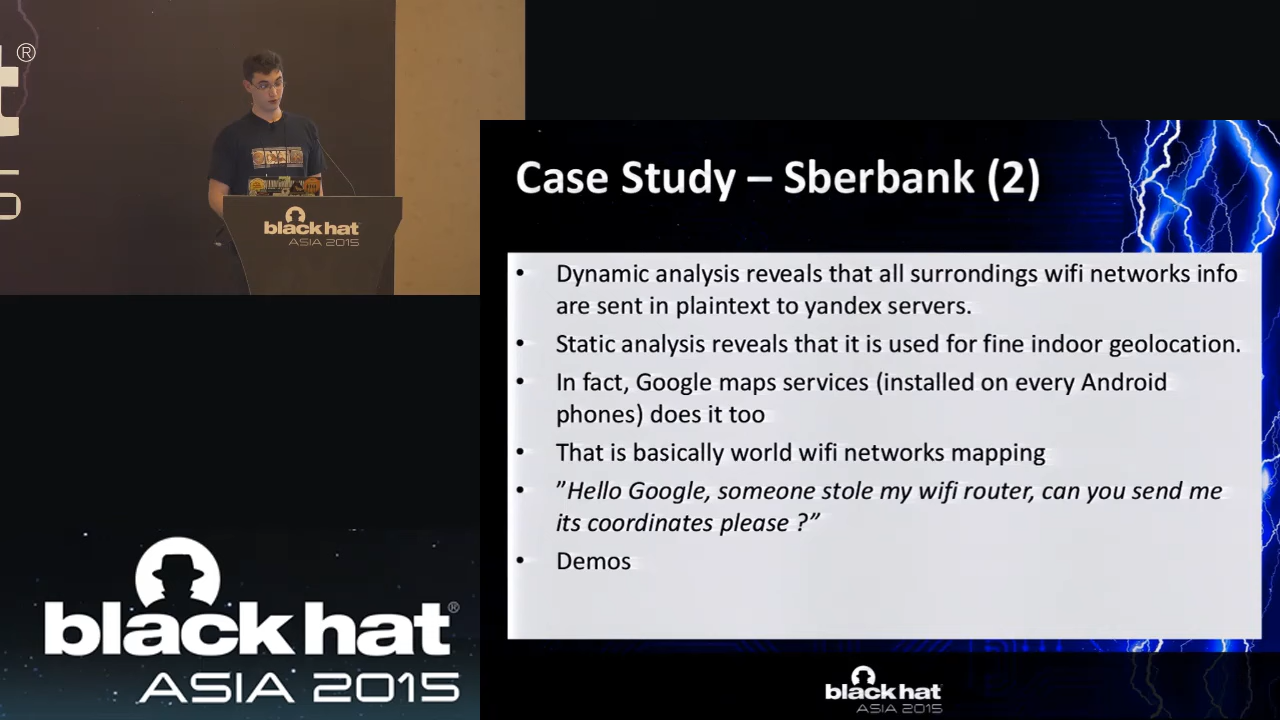 ®
black hat
ASIA 2015
Case Study – Sberbank (2)
• Dynamic analysis reveals that all surrondings wifi networks info
are sent in plaintext to yandex servers.
• Static analysis reveals that it is used for fine indoor geolocation.
• In fact, Google maps services (installed on every Android
phones) does it too
• That is basically world wifi networks mapping
• ”Hello Google, someone stole my wifi router, can you send me
its coordinates please ?”
• Demos
black hat®
ASIA 2015
black hat
ASIA 2015